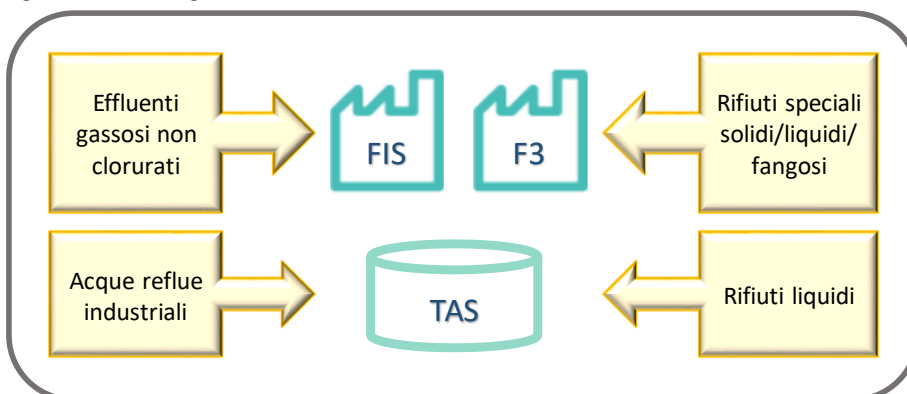 Effluenti
gassosi non
clorurati
FIS
F3
Rifiuti speciali
solidi/liquidi/
fangosi
Acque reflue
industriali
TAS
Rifiuti liquidi